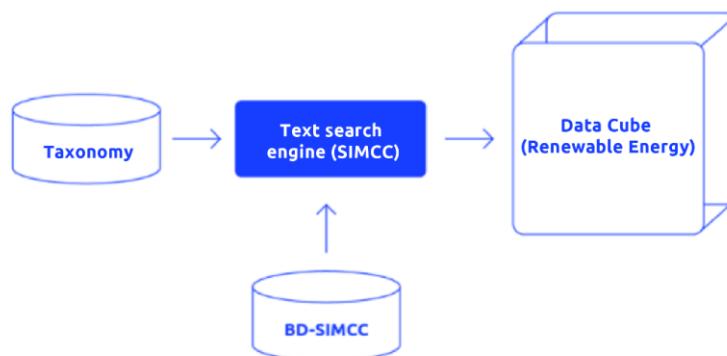 Taxonomy
Text search
engine (SIMCC)
Data Cube
(Renewable Energy)
BD-SIMCC